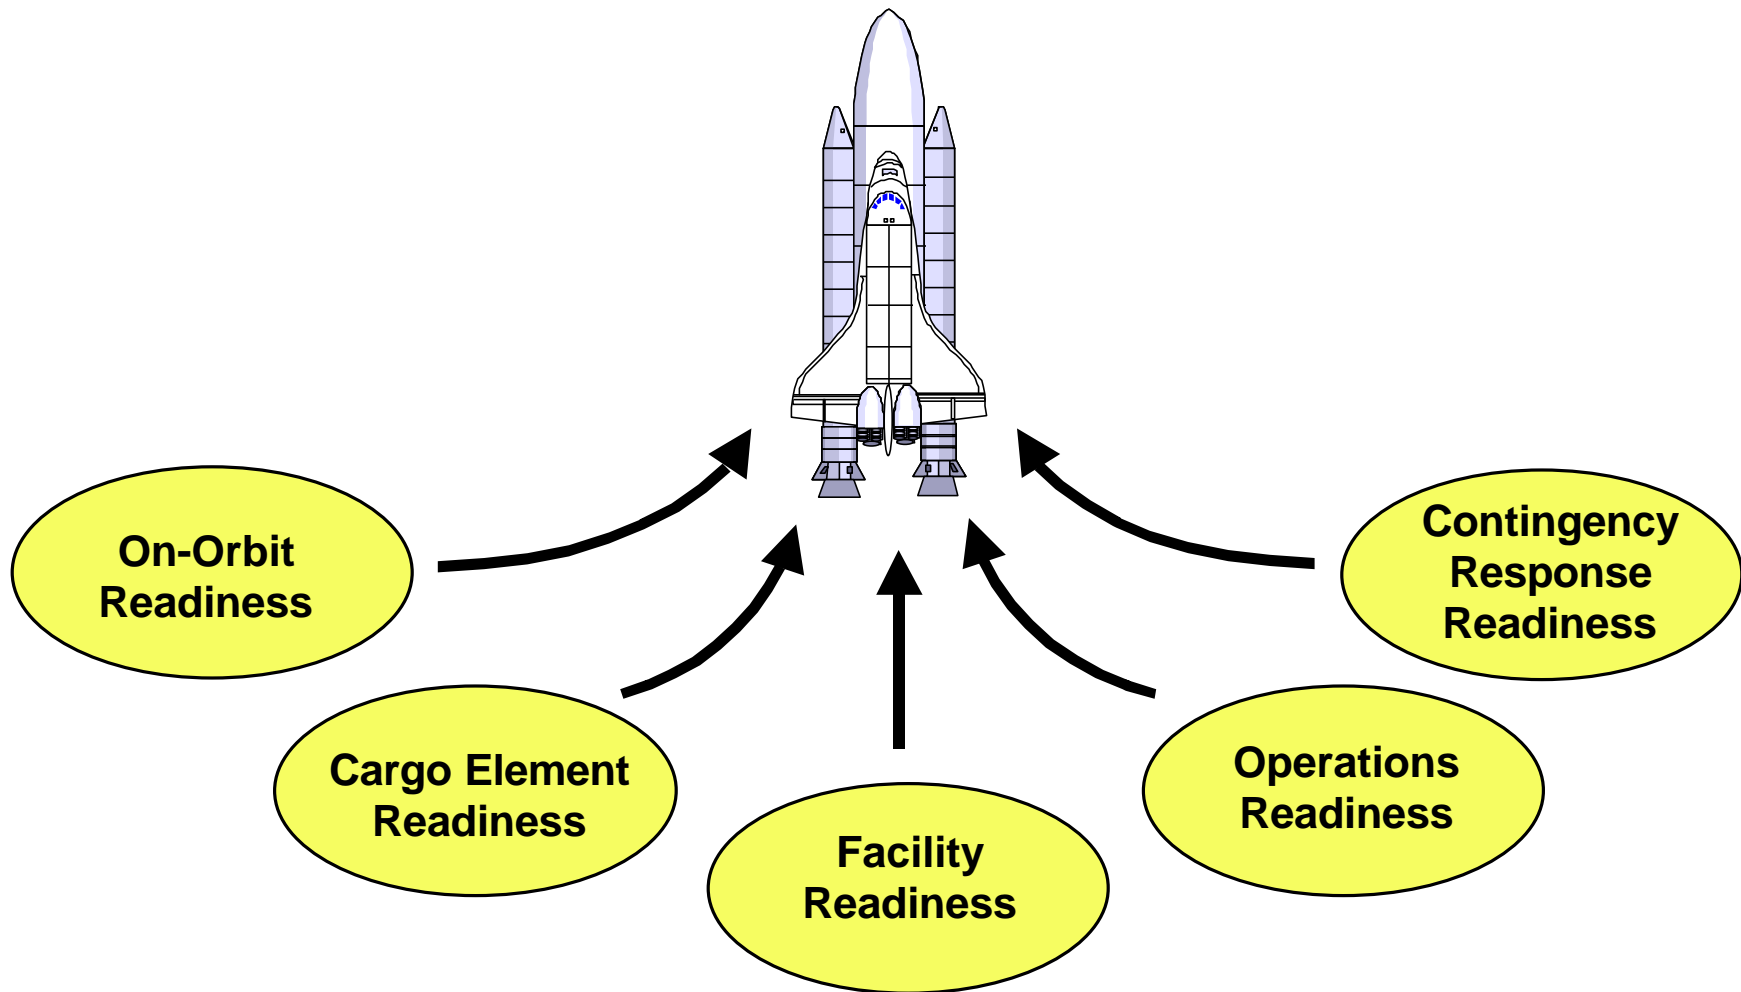 On-Orbit
Readiness
Cargo Element
Readiness
Facility
Readiness
Operations
Readiness
Contingency
Response
Readiness